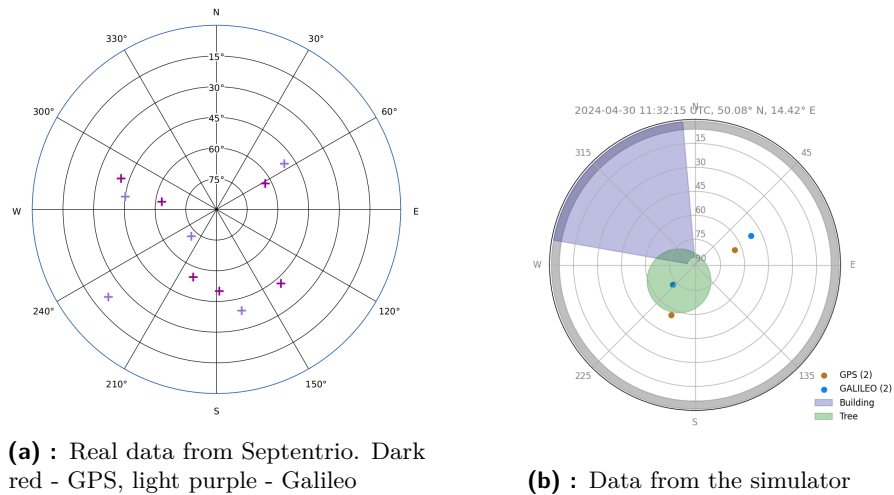 N
330°
30°
15°
300°
30°
60°
45°
60°
75°
W
E
240°
120°
210°
150°
S
2024-04-30 11:32:15 UTC, 50.08° N, 14.42° E
N
315
15
45
30
45
60
75
90
W
E
225
135
S
GPS (2)
GALILEO (2)
Building
Tree
(a) : Real data from Septentrio. Dark
red - GPS, light purple - Galileo
(b) : Data from the simulator